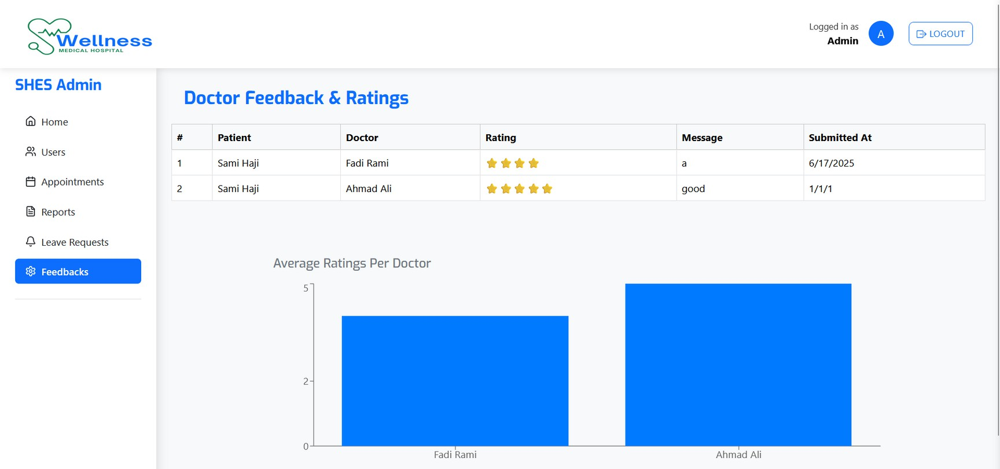 Wellness
MEDICAL HOSPITAL
Logged in as
Admin
A
LOGOUT
SHES Admin
Home
Users
Appointments
Reports
Leave Requests
Feedbacks
Doctor Feedback & Ratings
# Patient Doctor Rating Message Submitted At
1 Sami Haji Fadi Rami ⭐⭐⭐⭐ a 6/17/2025
2 Sami Haji Ahmad Ali ⭐⭐⭐⭐⭐ good 1/1/1
Average Ratings Per Doctor
5
2
0
Fadi Rami Ahmad Ali